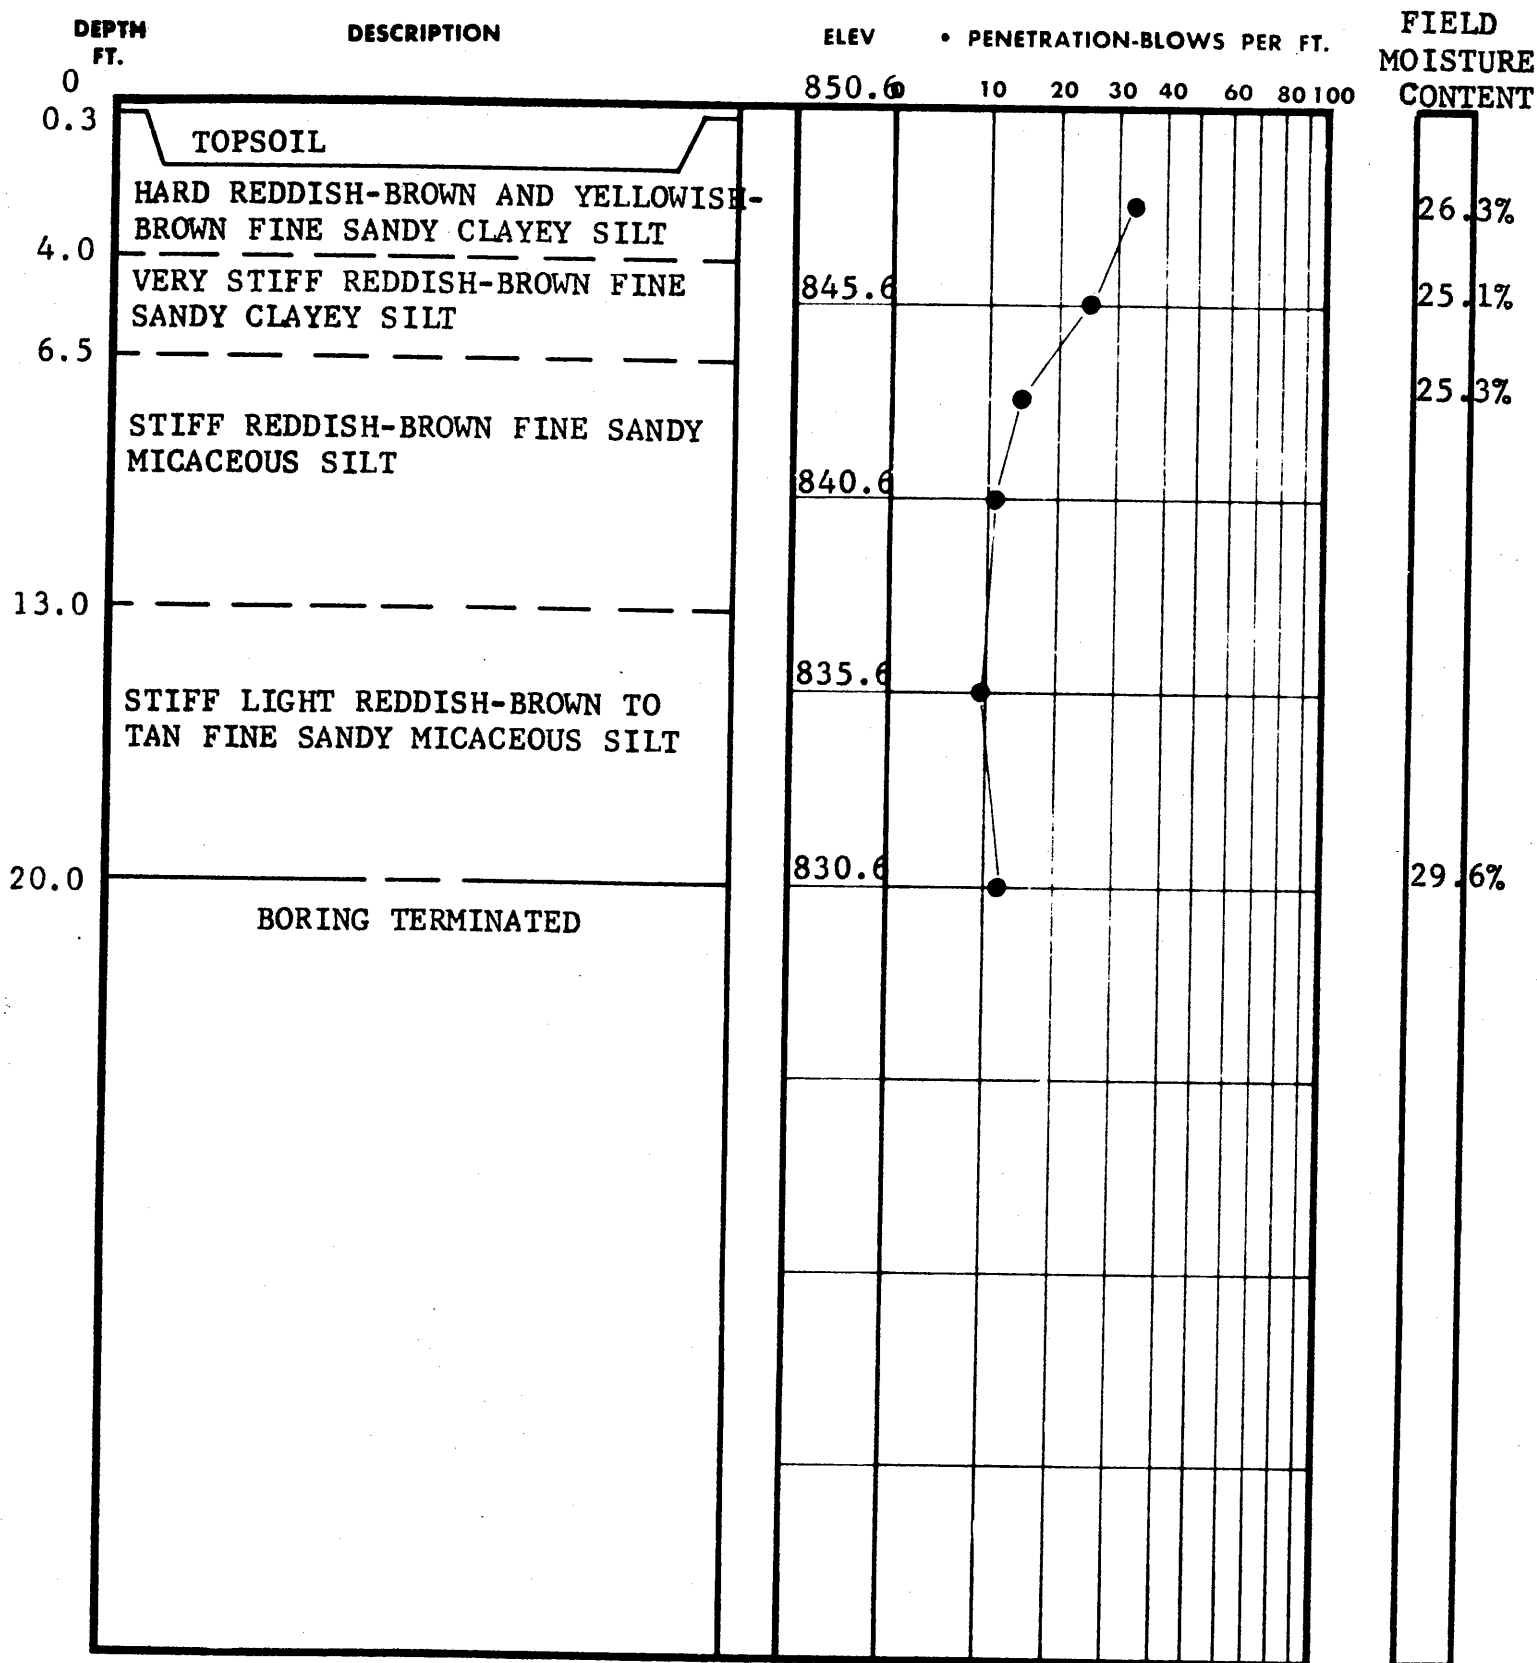 DEPTH FT.
DESCRIPTION
ELEV
• PENETRATION-BLOWS PER FT.
FIELD
MOISTURE
CONTENT
0
850.6
0 10 20 30 40 60 80 100
0.3
TOPSOIL
HARD REDDISH-BROWN AND YELLOWISH-
BROWN FINE SANDY CLAYEY SILT
26.3%
4.0
VERY STIFF REDDISH-BROWN FINE
SANDY CLAYEY SILT
845.6
25.1%
6.5
25.3%
STIFF REDDISH-BROWN FINE SANDY
MICACEOUS SILT
840.6
13.0
835.6
STIFF LIGHT REDDISH-BROWN TO
TAN FINE SANDY MICACEOUS SILT
20.0
830.6
29.6%
BORING TERMINATED